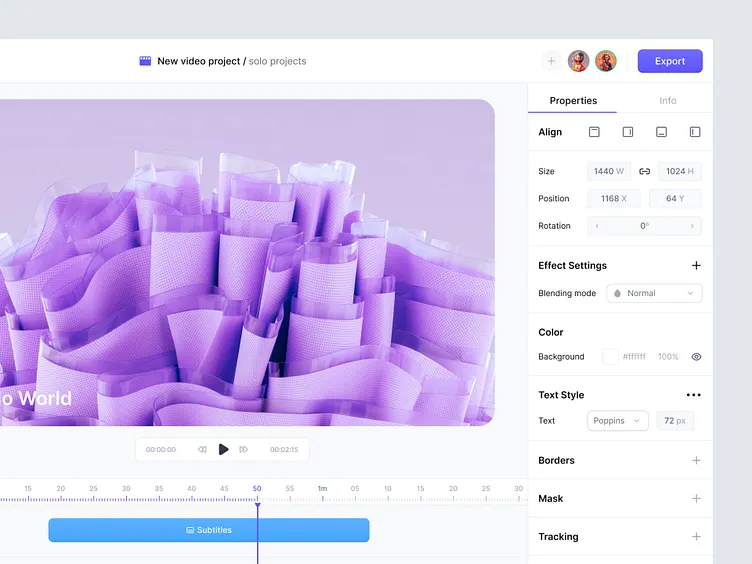 New video project / solo projects
Export
Properties
Info
Align
Size
1440 W
1024 H
Position
1168 X
64 Y
Rotation
0°
Effect Settings
Blending mode
Normal
Color
Background
#ffffff
100%
Text Style
Text
Poppins
72 px
Borders
Mask
Tracking
o World
00:00:00
00:02:15
15 20 25 30 35 40 45 50 55 1m 05 10 15 20 25 30
Subtitles